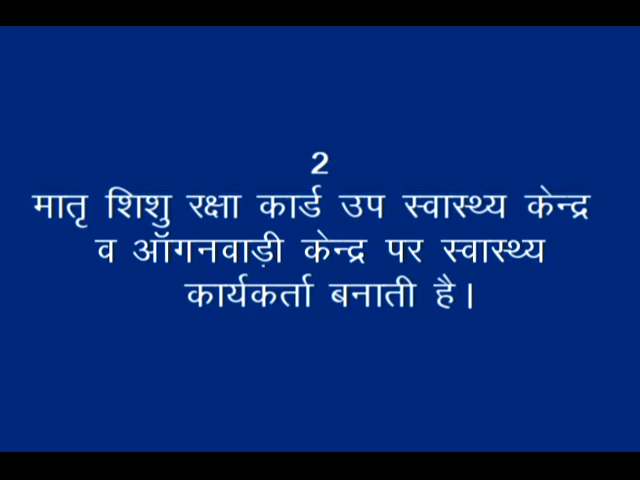 2
मातृ शिशु रक्षा कार्ड उप स्वास्थ्य केन्द्र
व ऑगनवाड़ी केन्द्र पर स्वास्थ्य
कार्यकर्ता बनाती है।